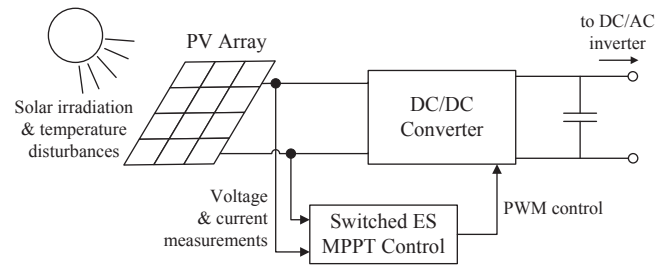 PV Array
to DC/AC
inverter
Solar irradiation
& temperature
disturbances
DC/DC
Converter
Voltage
& current
measurements
Switched ES
MPPT Control
PWM control